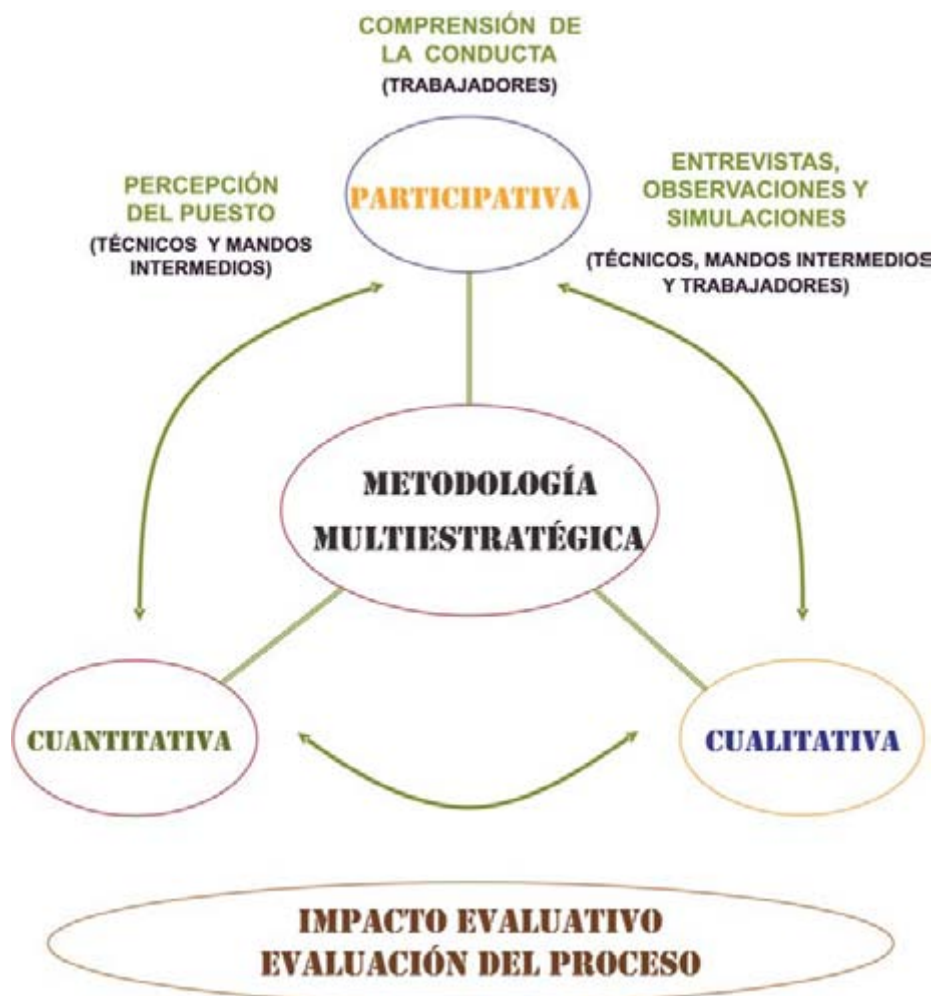 COMPRENSIÓN DE
LA CONDUCTA
(TRABAJADORES)
PARTICIPATIVA
PERCEPCIÓN
DEL PUESTO
(TÉCNICOS Y MANDOS
INTERMEDIOS)
ENTREVISTAS,
OBSERVACIONES Y
SIMULACIONES
(TÉCNICOS, MANDOS INTERMEDIOS
Y TRABAJADORES)
METODOLOGÍA
MULTIESTRATÉGICA
CUANTITATIVA
CUALITATIVA
IMPACTO EVALUATIVO
EVALUACIÓN DEL PROCESO